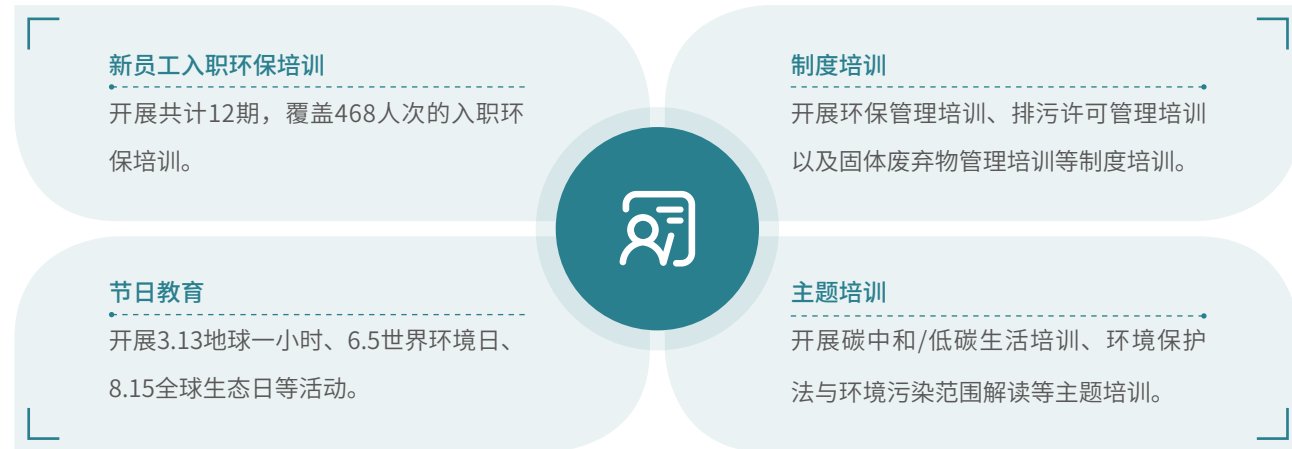 新员工入职环保培训
开展共计12期，覆盖468人次的入职环
保培训。
制度培训
开展环保管理培训、排污许可管理培训
以及固体废弃物管理培训等制度培训。
节日教育
开展3.13地球一小时、6.5世界环境日、
8.15全球生态日等活动。
主题培训
开展碳中和/低碳生活培训、环境保护
法与环境污染范围解读等主题培训。